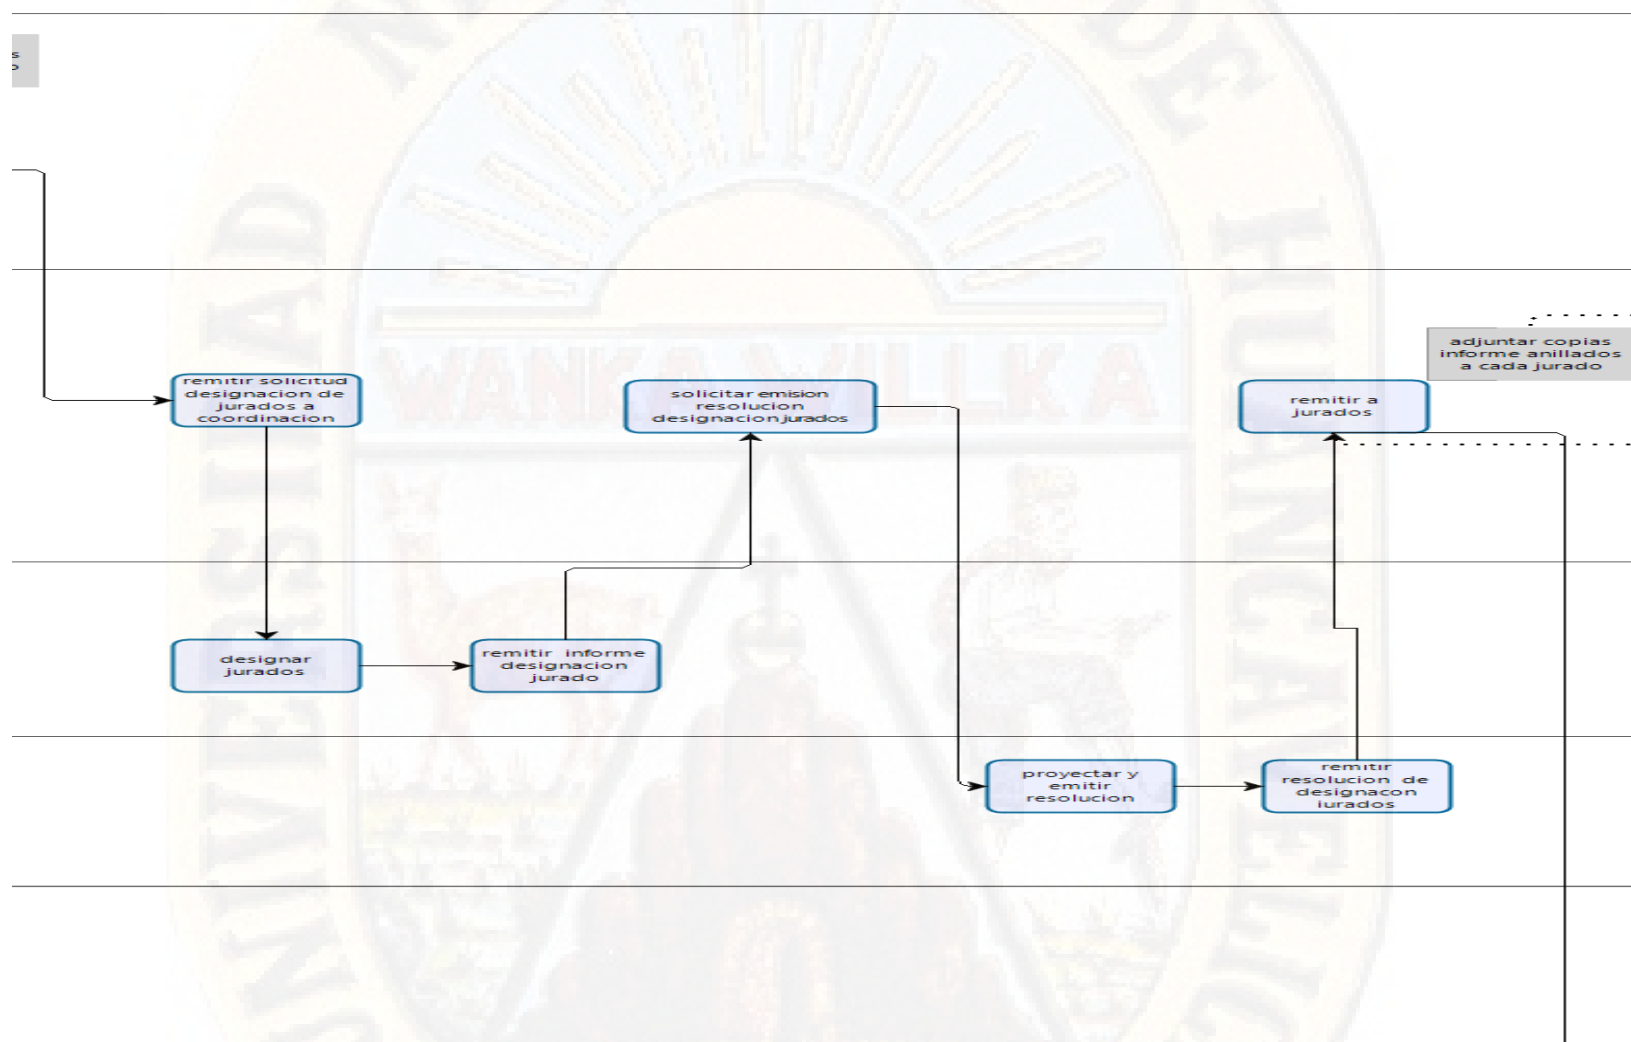 adjuntar copias
informe anillados
a cada jurado
remitir solicitud
designacion de
jurados a
coordinacion
solicitar emision
resolucion
designacion jurados
remitir a
jurados
designar
jurados
remitir informe
designacion
jurado
proyectar y
emitir
resolucion
remitir
resolucion de
designacon
jurados
WANKA WILLKA